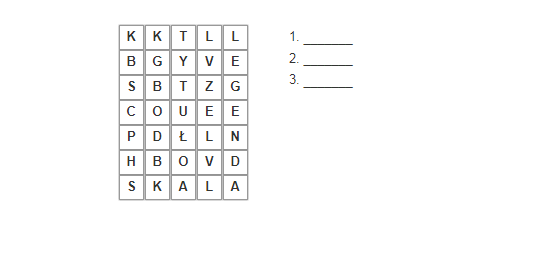 K K T L L
B G Y V E
S B T Z G
C O U E E
P D Ł L N
H B O V D
S K A L A
1. _______
2. _______
3. _______